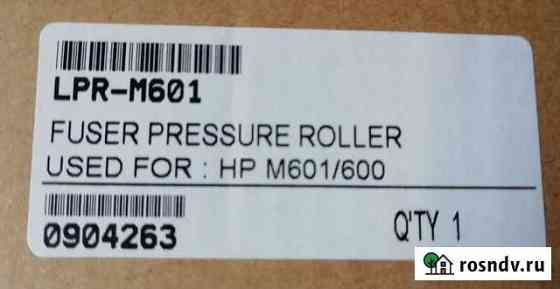 LPR-M601
FUSER PRESSURE ROLLER
USED FOR : HP M601/600
0904263
Q'TY 1
rosndv.ru